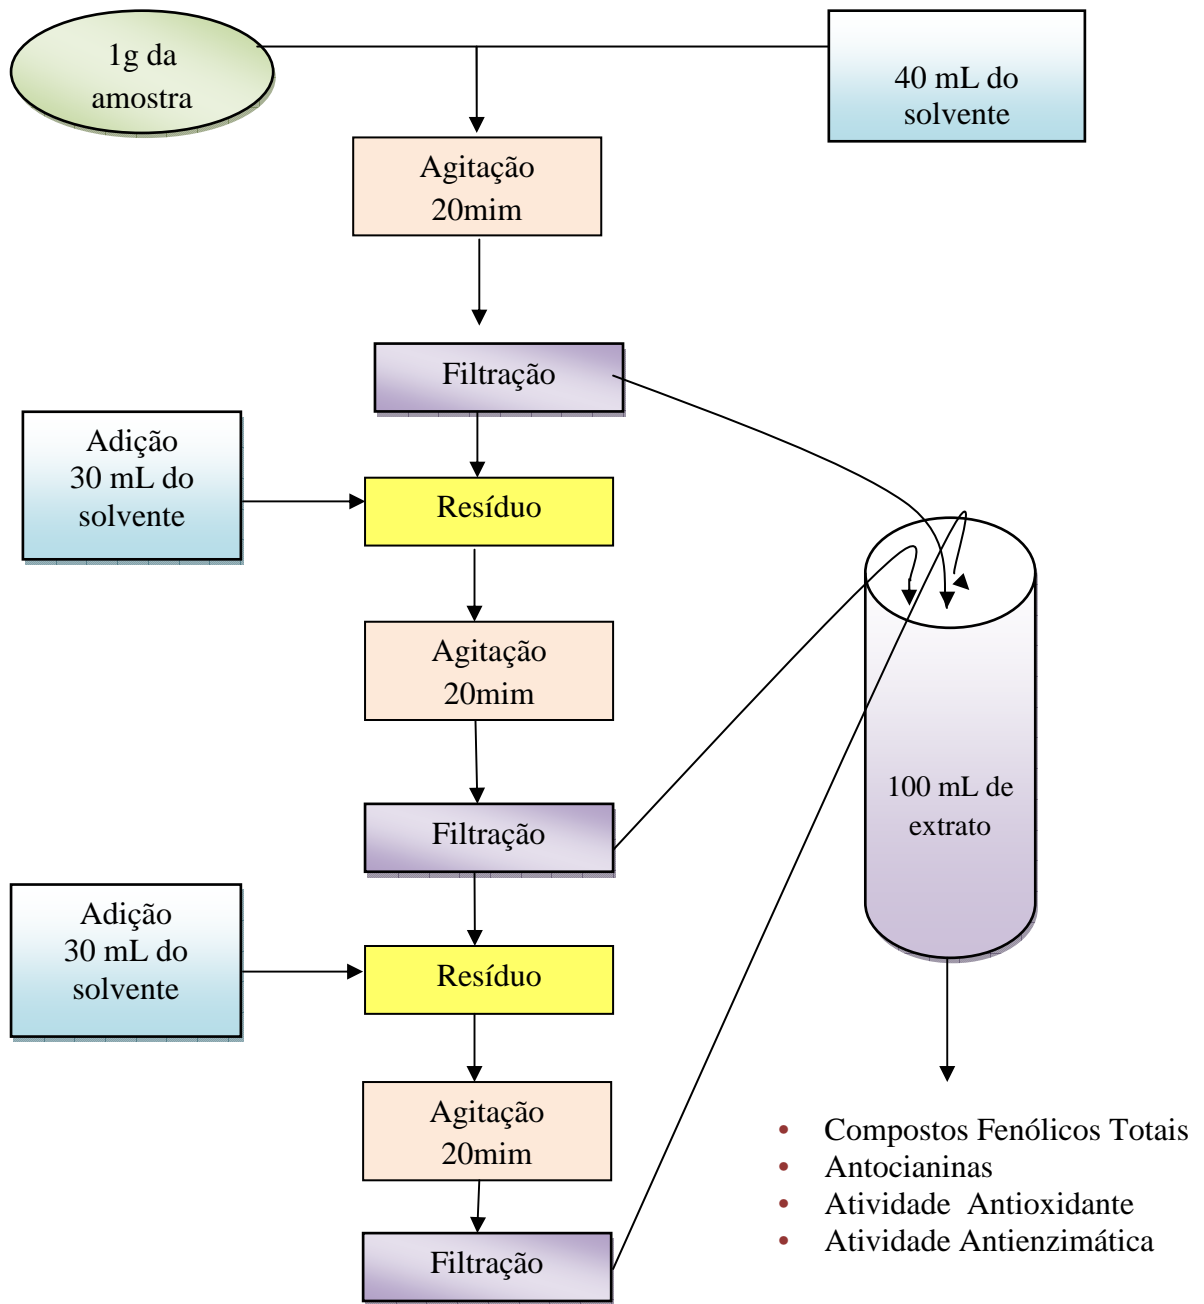 1g da
amostra
40 mL do
solvente
Agitação
20mim
Filtração
Adição
30 mL do
solvente
Resíduo
Agitação
20mim
Filtração
100 mL de
extrato
Adição
30 mL do
solvente
Resíduo
Agitação
20mim
Filtração
• Compostos Fenólicos Totais
• Antocianinas
• Atividade  Antioxidante
• Atividade Antienzimática